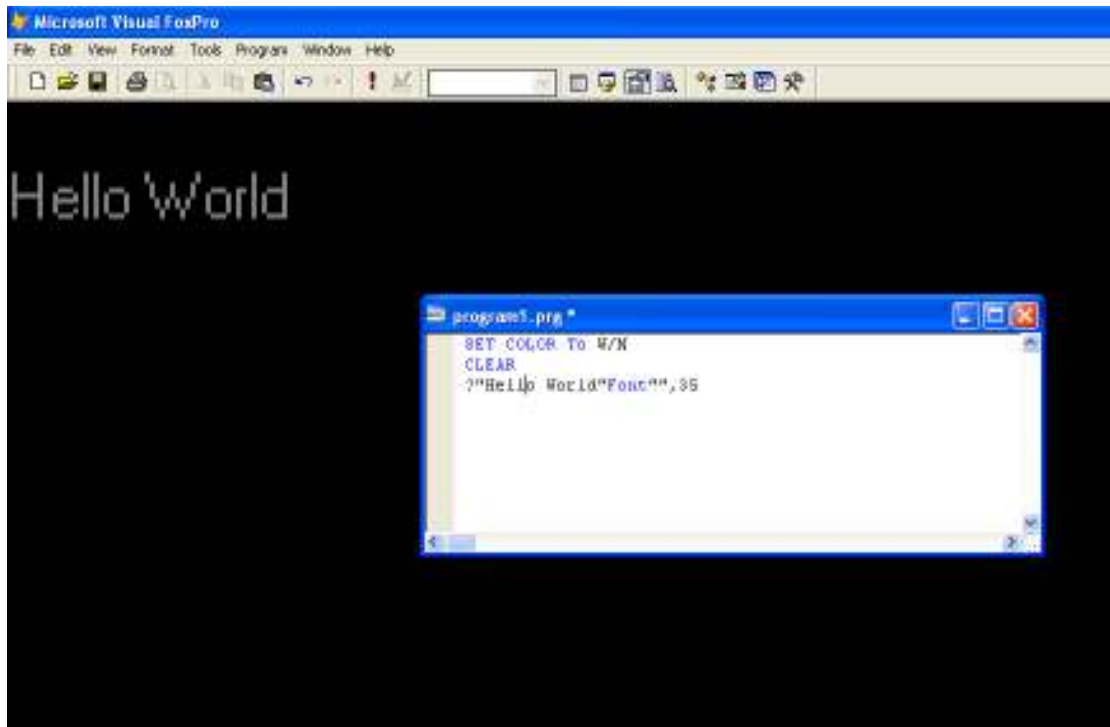 Microsoft Visual FoxPro
File Edit View Format Tools Program Window Help
Hello World
program1.prg *
SET COLOR To W/N
CLEAR
?"Hello World"Font"",35